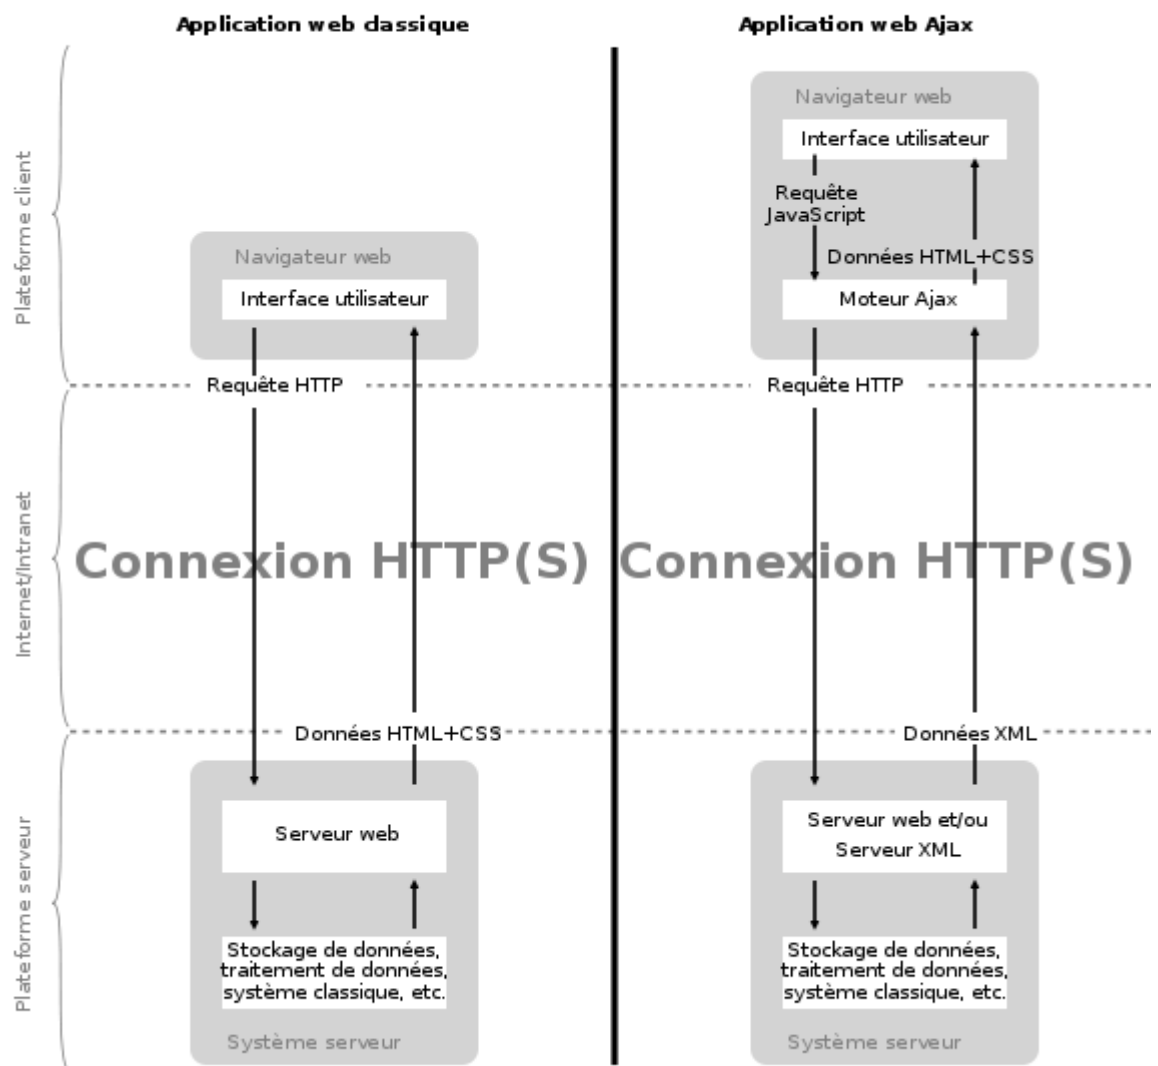 Application web classique
Application web Ajax
Plateforme client
Navigateur web
Interface utilisateur
Requête HTTP
Navigateur web
Interface utilisateur
Requête
JavaScript
Données HTML+CSS
Moteur Ajax
Requête HTTP
Internet/Intranet
Connexion HTTP(S)
Connexion HTTP(S)
Données HTML+CSS
Données XML
Plateforme serveur
Serveur web
Stockage de données,
traitement de données,
système classique, etc.
Système serveur
Serveur web et/ou
Serveur XML
Stockage de données,
traitement de données,
système classique, etc.
Système serveur